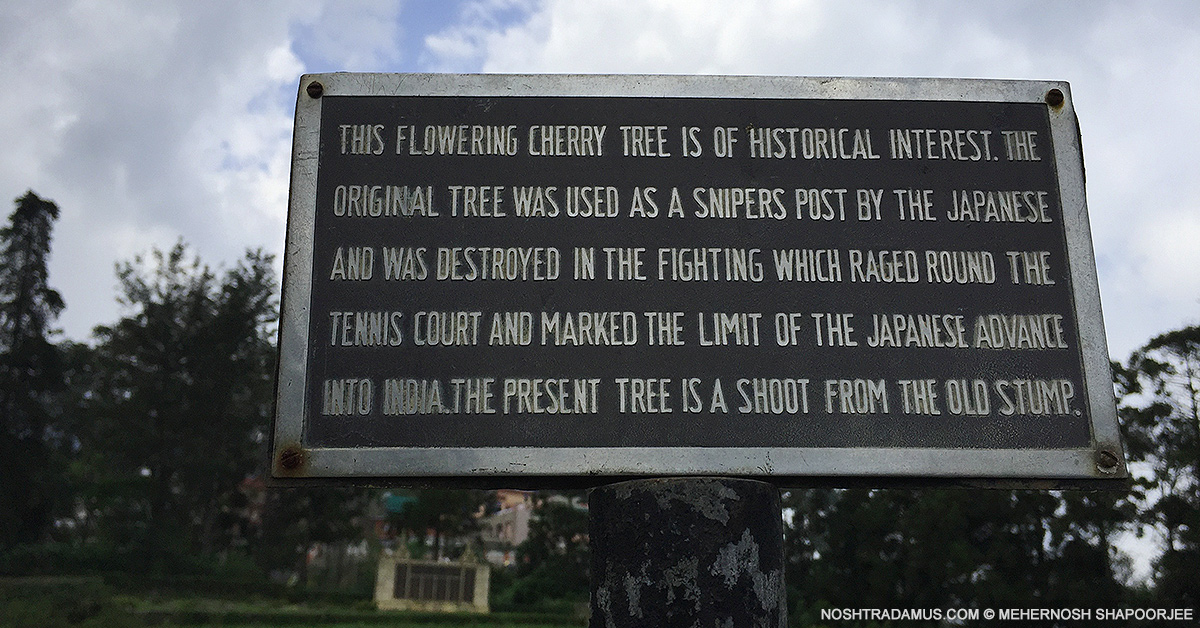 THIS FLOWERING CHERRY TREE IS OF HISTORICAL INTEREST. THE
ORIGINAL TREE WAS USED AS A SNIPERS POST BY THE JAPANESE
AND WAS DESTROYED IN THE FIGHTING WHICH RAGED ROUND THE
TENNIS COURT AND MARKED THE LIMIT OF THE JAPANESE ADVANCE
INTO INDIA. THE PRESENT TREE IS A SHOOT FROM THE OLD STUMP.
NOSHTRADAMUS.COM © MEHERNOSH SHAPOORJEE